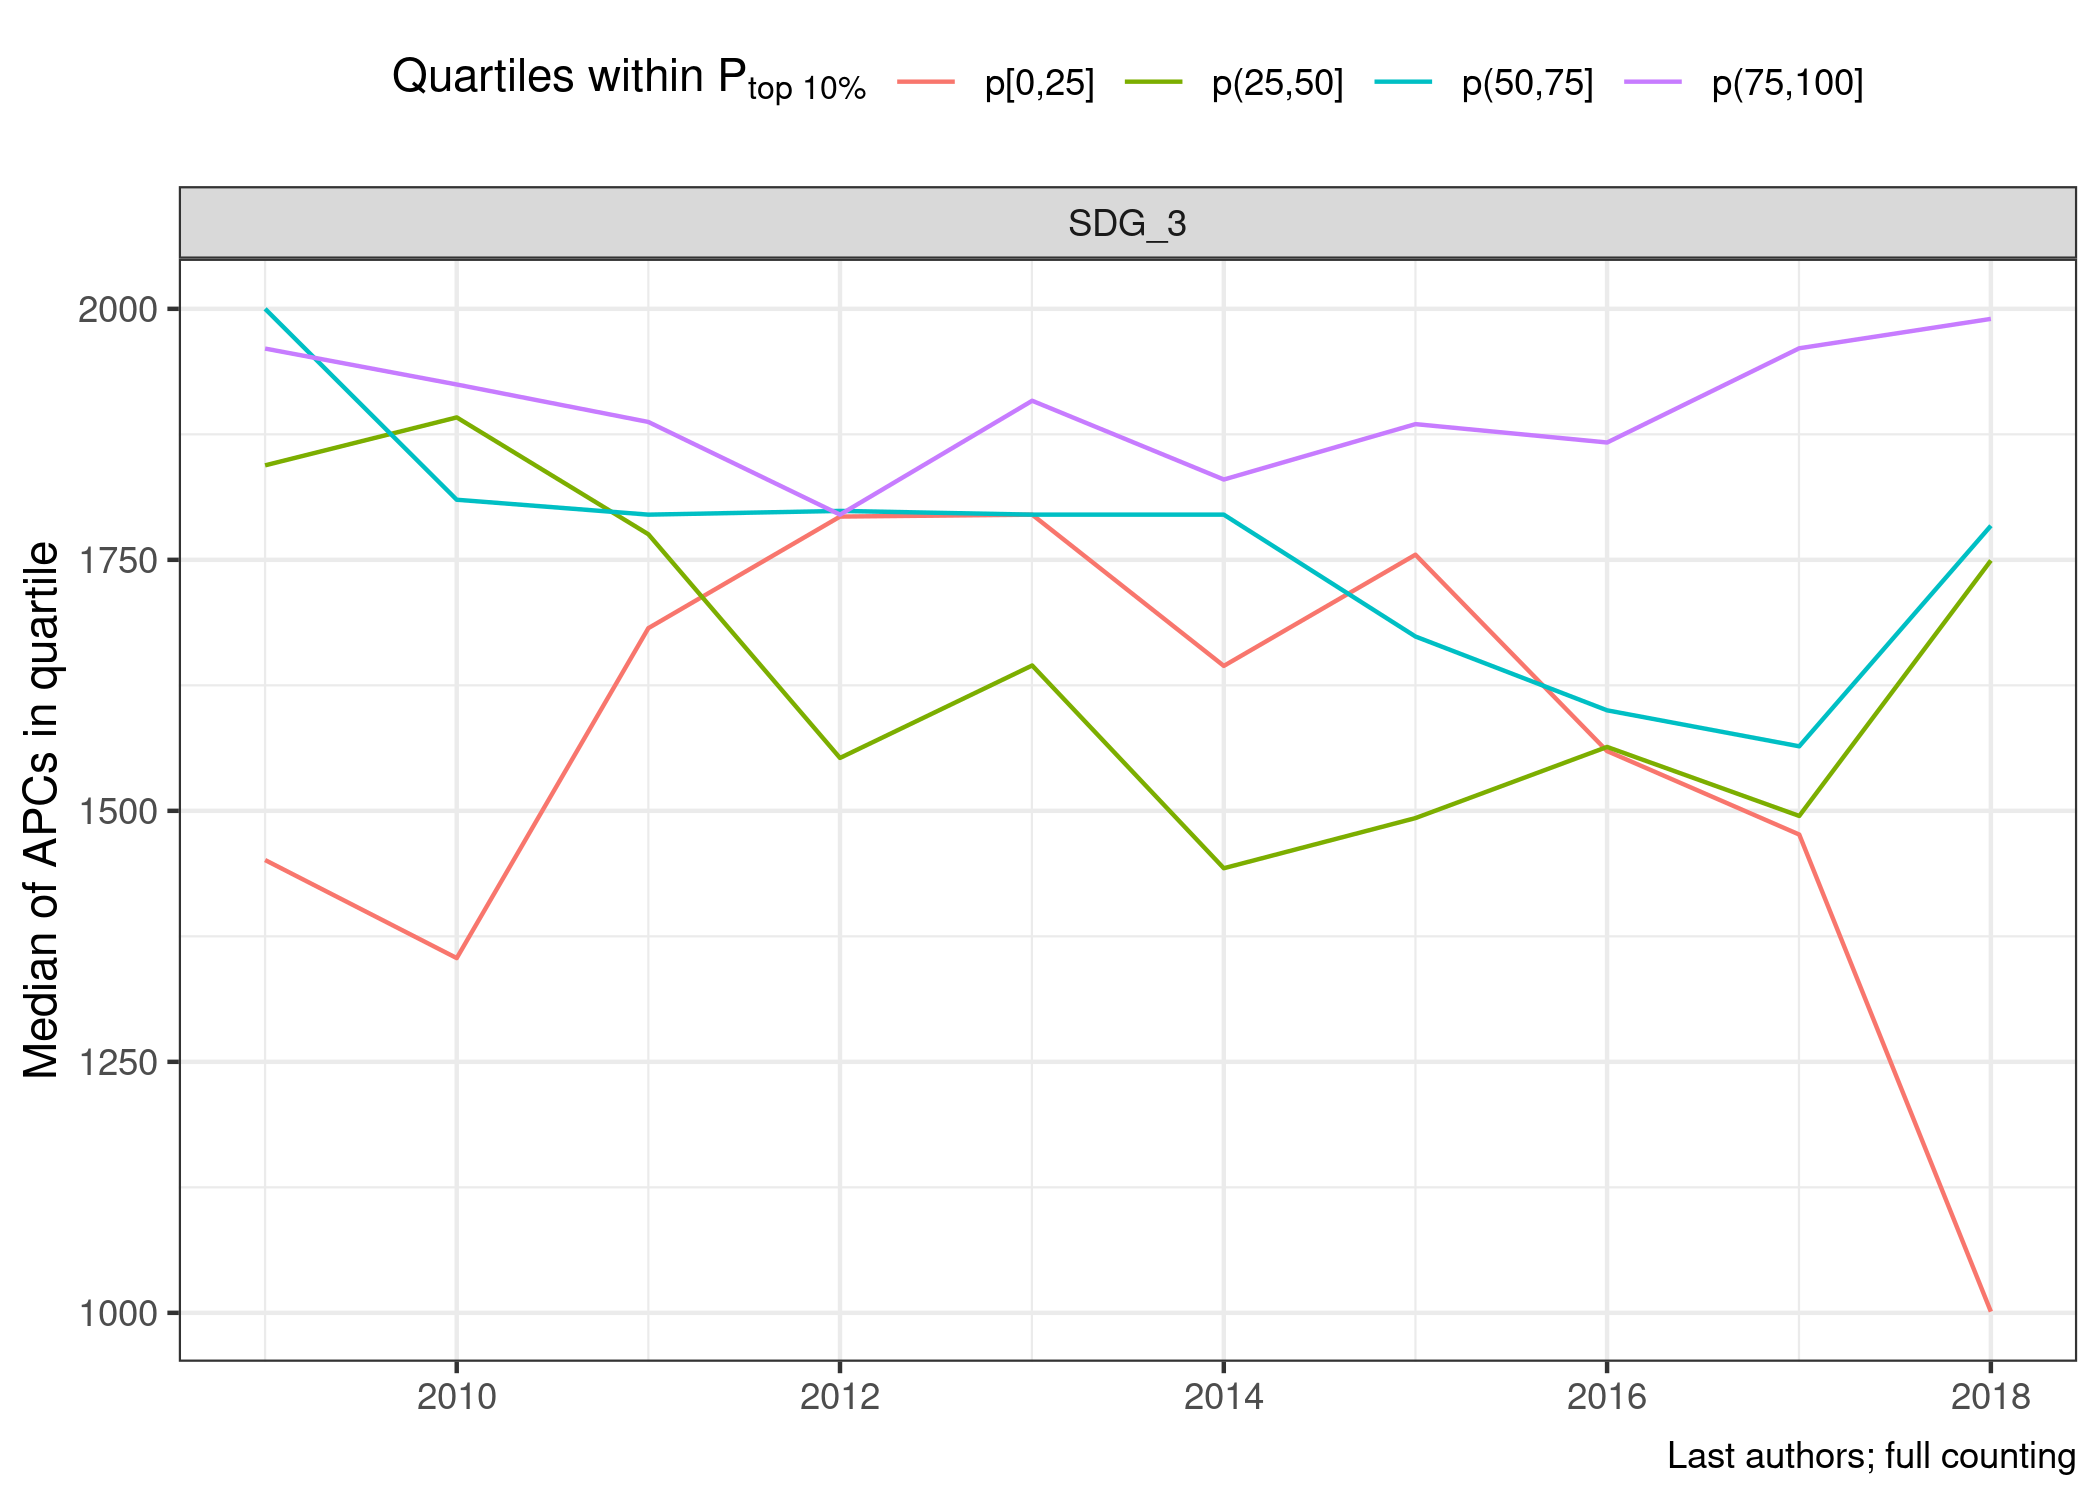 Quartiles within P top 10% p[0,25] p(25,50] p(50,75] p(75,100]
SDG_3
Median of APCs in quartile
2000
1750
1500
1250
1000
2010 2012 2014 2016 2018
Last authors; full counting